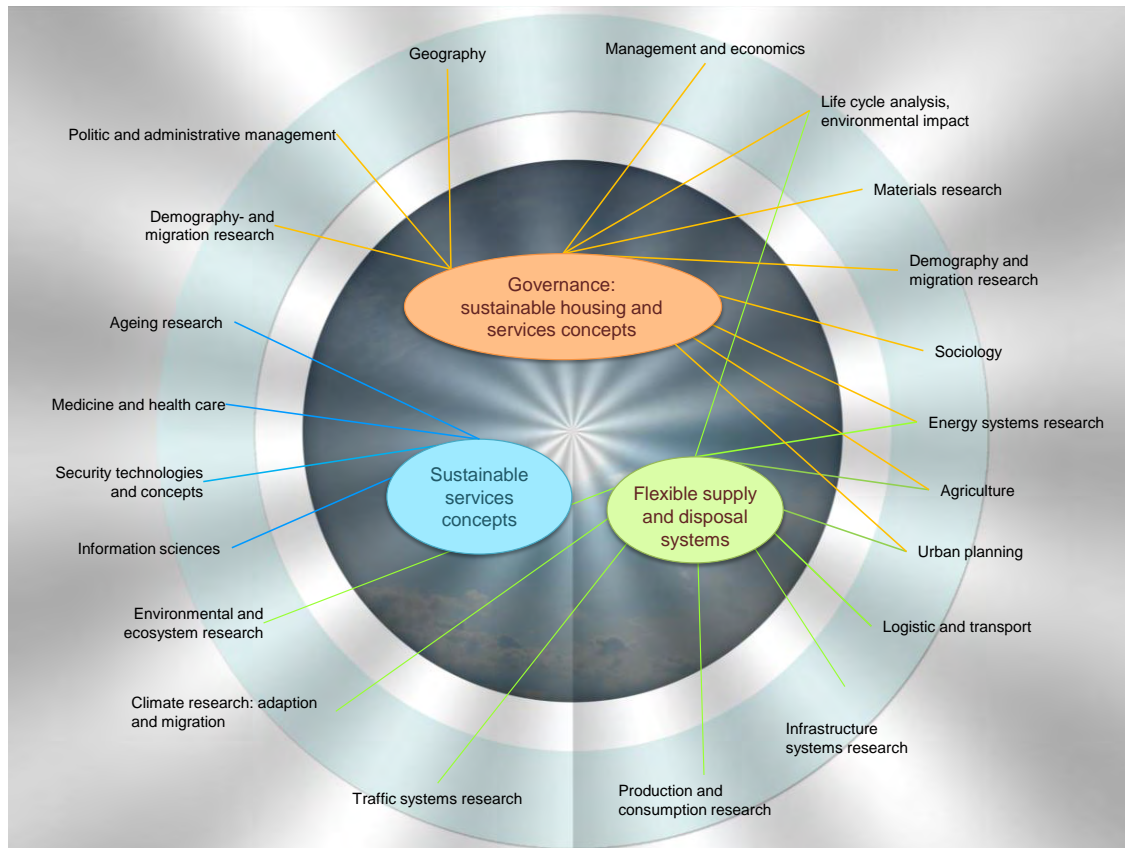 Geography
Management and economics
Life cycle analysis,
environmental impact
Politic and administrative management
Materials research
Demography- and
migration research
Demography and
migration research
Governance:
sustainable housing and
services concepts
Ageing research
Sociology
Medicine and health care
Energy systems research
Security technologies
and concepts
Sustainable
services
concepts
Flexible supply
and disposal
systems
Agriculture
Information sciences
Urban planning
Environmental and
ecosystem research
Logistic and transport
Climate research: adaption
and migration
Infrastructure
systems research
Traffic systems research
Production and
consumption research